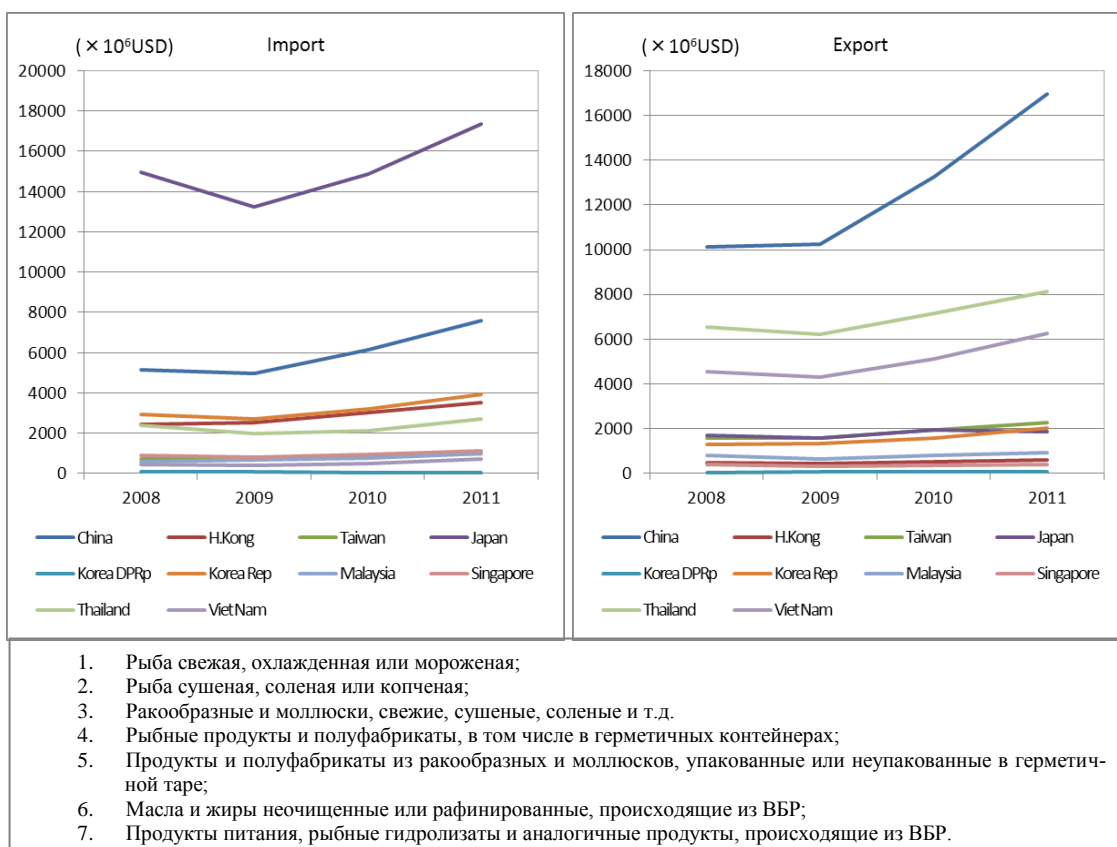 (×10⁶USD) Import
20000
18000
16000
14000
12000
10000
8000
6000
4000
2000
0
2008 2009 2010 2011
China H.Kong Taiwan Japan
Korea DPRp Korea Rep Malaysia Singapore
Thailand Viet Nam
(×10⁶USD) Export
18000
16000
14000
12000
10000
8000
6000
4000
2000
0
2008 2009 2010 2011
China H.Kong Taiwan Japan
Korea DPRp Korea Rep Malaysia Singapore
Thailand Viet Nam
1. Рыба свежая, охлажденная или мороженая;
2. Рыба сушеная, соленая или копченая;
3. Ракообразные и моллюски, свежие, сушеные, соленые и т.д.
4. Рыбные продукты и полуфабрикаты, в том числе в герметичных контейнерах;
5. Продукты и полуфабрикаты из ракообразных и моллюсков, упакованные или неупакованные в герметич-
ной таре;
6. Масла и жиры неочищенные или рафинированные, происходящие из ВБР;
7. Продукты питания, рыбные гидролизаты и аналогичные продукты, происходящие из ВБР.